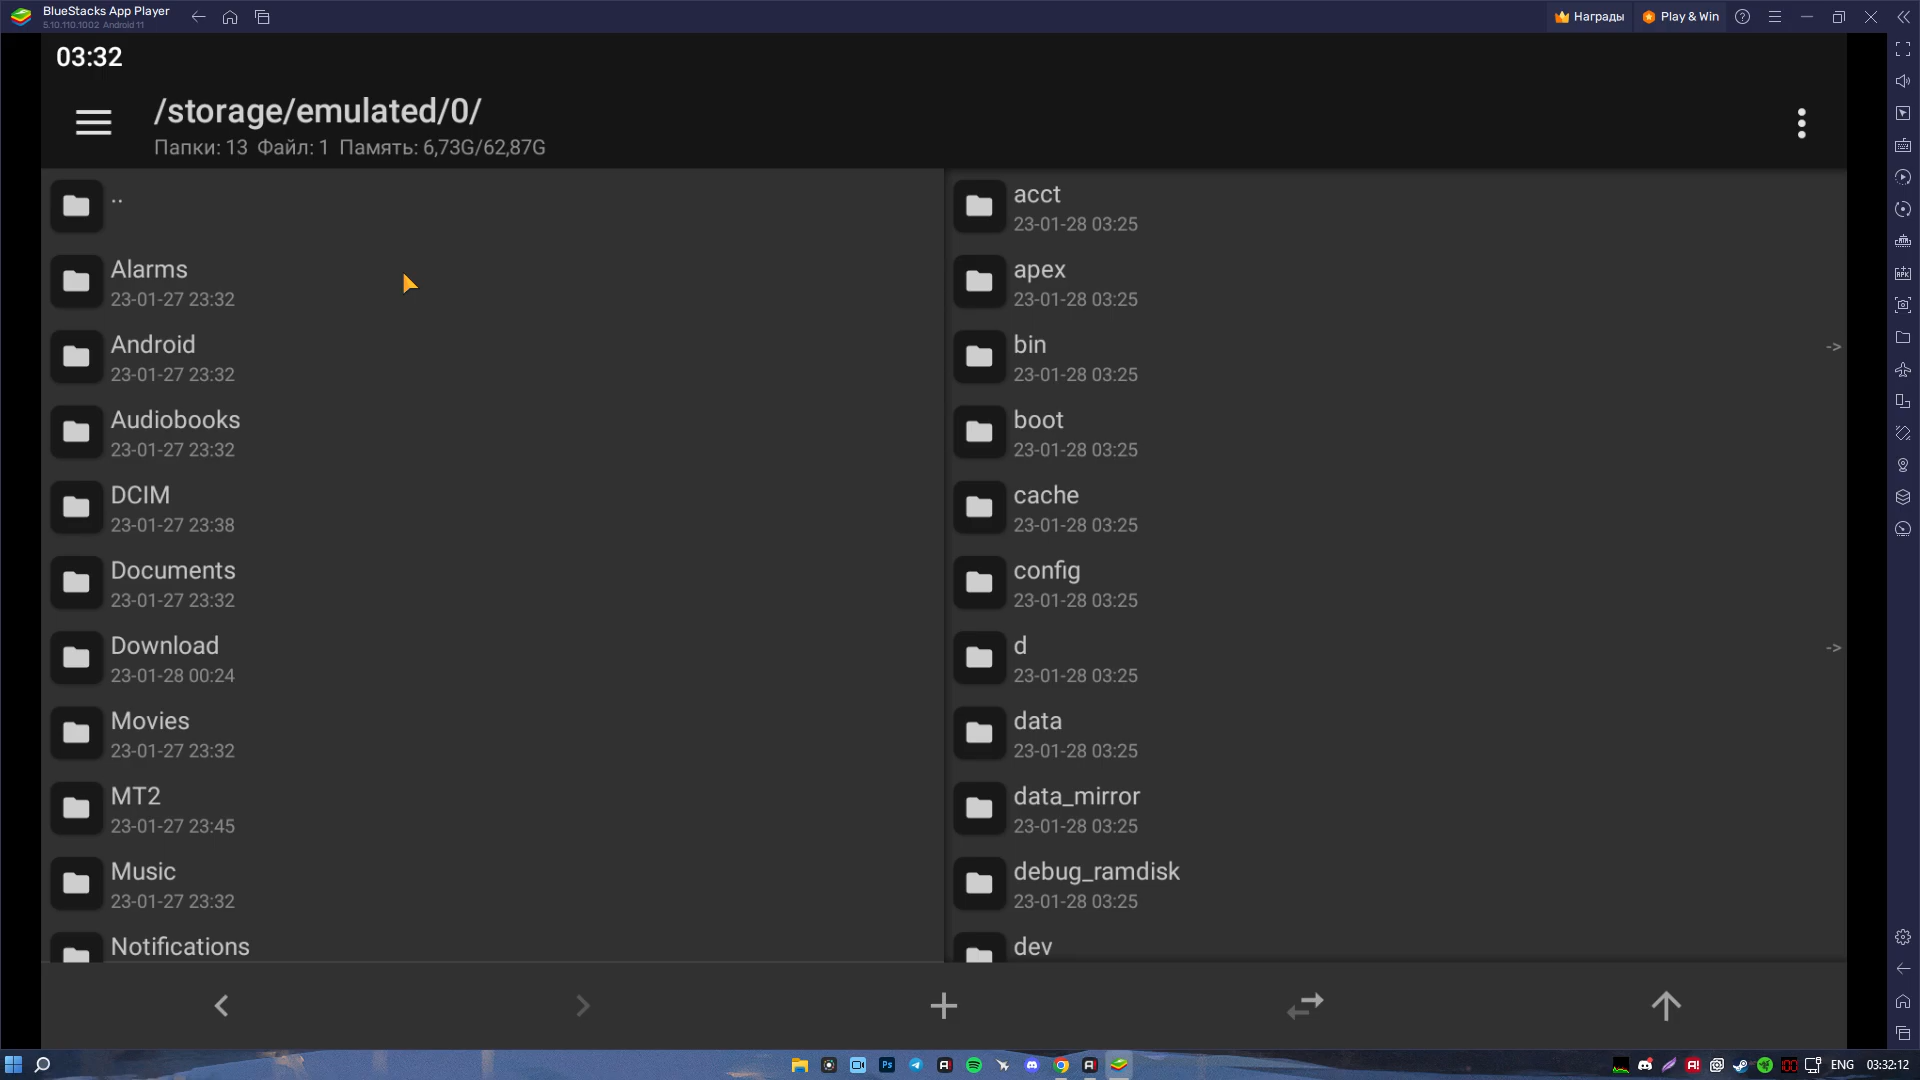 BlueStacks App Player
5.10.110.1002 Android 11
Награды
Play & Win
03:32
/storage/emulated/0/
Папки: 13 Файл: 1 Память: 6,73G/62,87G
..
Alarms
23-01-27 23:32
Android
23-01-27 23:32
Audiobooks
23-01-27 23:32
DCIM
23-01-27 23:38
Documents
23-01-27 23:32
Download
23-01-28 00:24
Movies
23-01-27 23:32
MT2
23-01-27 23:45
Music
23-01-27 23:32
Notifications
acct
23-01-28 03:25
apex
23-01-28 03:25
bin
->
23-01-28 03:25
boot
23-01-28 03:25
cache
23-01-28 03:25
config
23-01-28 03:25
d
->
23-01-28 03:25
data
23-01-28 03:25
data_mirror
23-01-28 03:25
debug_ramdisk
23-01-28 03:25
dev
Ps
ENG
03:32:12